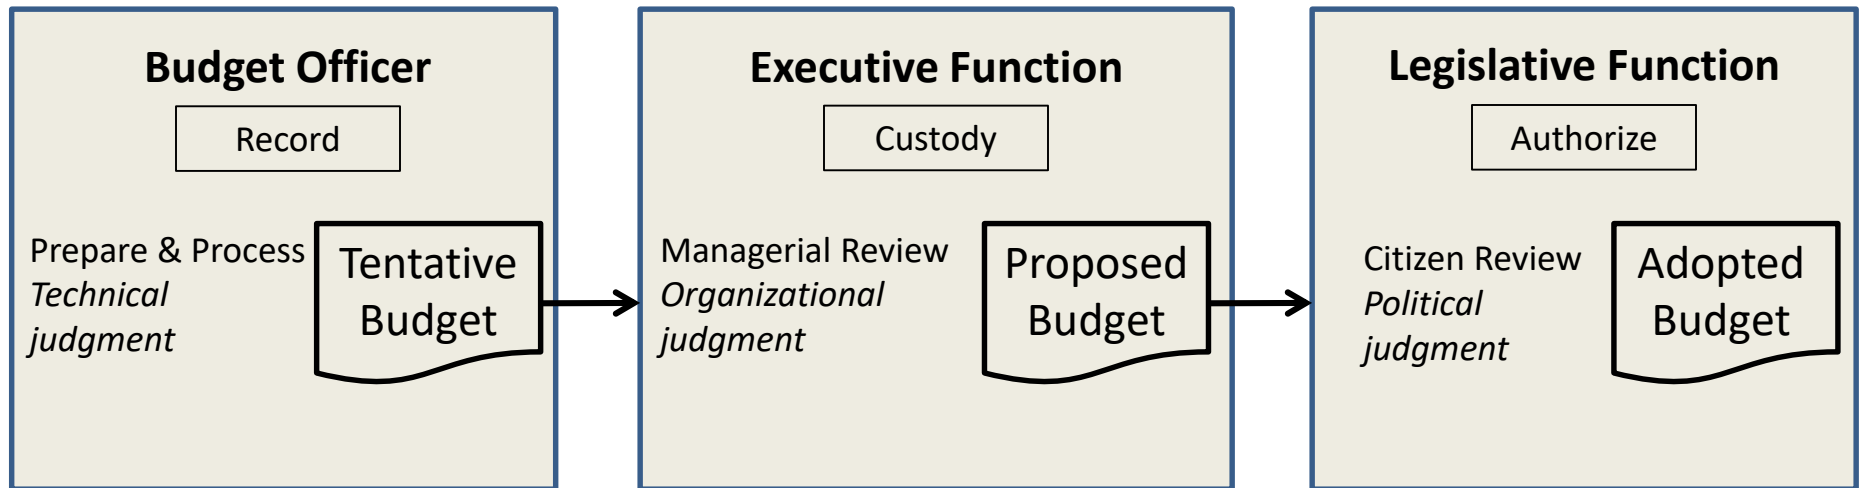 Budget Officer
Record
Prepare & Process
Technical
judgment
Tentative
Budget
Executive Function
Custody
Managerial Review
Organizational
judgment
Proposed
Budget
Legislative Function
Authorize
Citizen Review
Political
judgment
Adopted
Budget